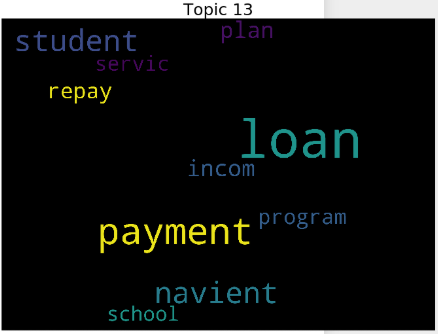 Topic 13
plan
student
servic
repay
loan
incom
program
payment
navient
school